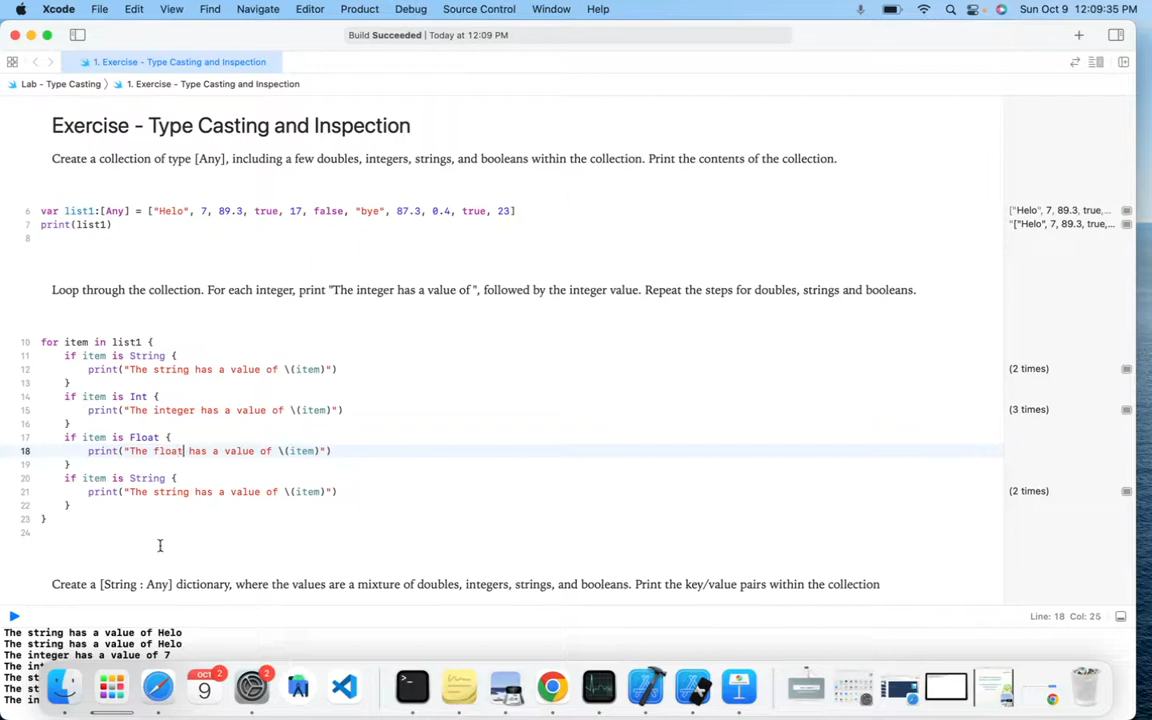 Xcode File Edit View Find Navigate Editor Product Debug Source Control Window Help Sun Oct 9 12:09:35 PM
Build Succeeded | Today at 12:09 PM
1. Exercise - Type Casting and Inspection
Lab - Type Casting 1. Exercise - Type Casting and Inspection
Exercise - Type Casting and Inspection
Create a collection of type [Any], including a few doubles, integers, strings, and booleans within the collection. Print the contents of the collection.
6 var list1:[Any] = ["Helo", 7, 89.3, true, 17, false, "bye", 87.3, 0.4, true, 23] ["Helo", 7, 89.3, true,...
7 print(list1) "["Helo", 7, 89.3, true,...
8
Loop through the collection. For each integer, print "The integer has a value of ", followed by the integer value. Repeat the steps for doubles, strings and booleans.
10 for item in list1 {
11 if item is String {
12 print("The string has a value of \(item)") (2 times)
13 }
14 if item is Int {
15 print("The integer has a value of \(item)") (3 times)
16 }
17 if item is Float {
18 print("The float has a value of \(item)")
19 }
20 if item is String {
21 print("The string has a value of \(item)") (2 times)
22 }
23 }
24
Create a [String : Any] dictionary, where the values are a mixture of doubles, integers, strings, and booleans. Print the key/value pairs within the collection
Line: 18 Col: 25
The string has a value of Helo
The string has a value of Helo
The integer has a value of 7
The
The
The
The
OCT 2
9
2